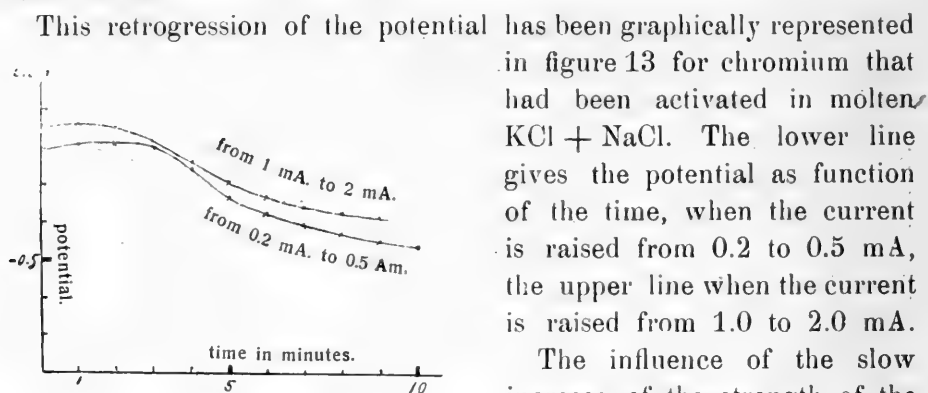 This retrogression of the potential has been graphically represented
in figure 13 for chromium that
had been activated in molten
KCl + NaCl. The lower line
gives the potential as function
of the time, when the current
is raised from 0.2 to 0.5 mA,
the upper line when the current
is raised from 1.0 to 2.0 mA.
The influence of the slow
from 1 mA. to 2 mA.
from 0.2 mA. to 0.5 Am.
-0.5
potential.
time in minutes.
1 5 10